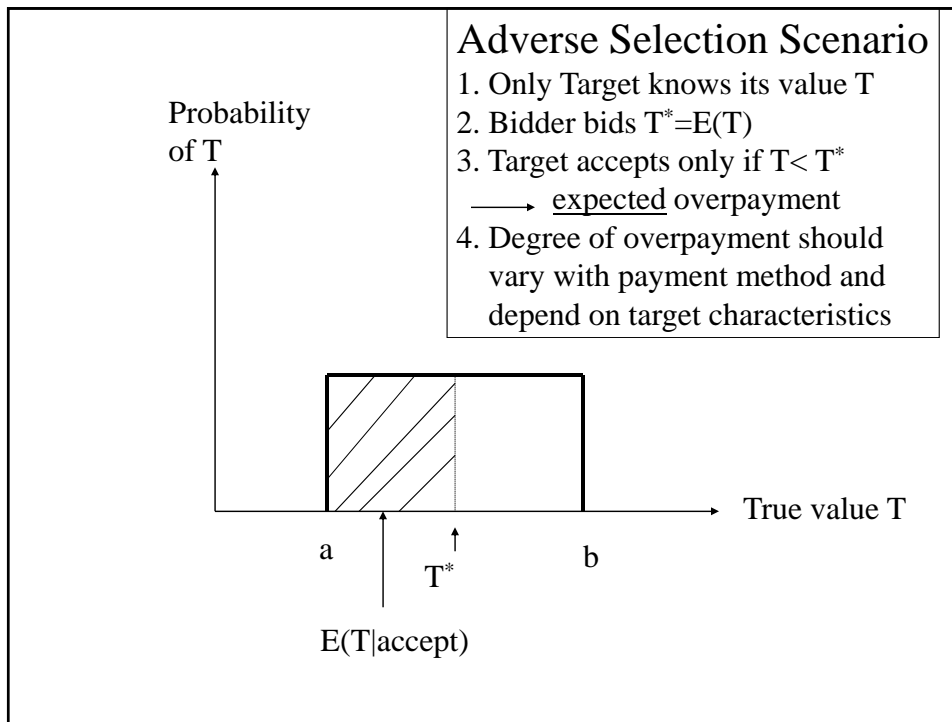 Adverse Selection Scenario
1. Only Target knows its value T
2. Bidder bids T*=E(T)
3. Target accepts only if T< T*
expected overpayment
4. Degree of overpayment should
vary with payment method and
depend on target characteristics
Probability
of T
True value T
a
T*
b
E(T|accept)